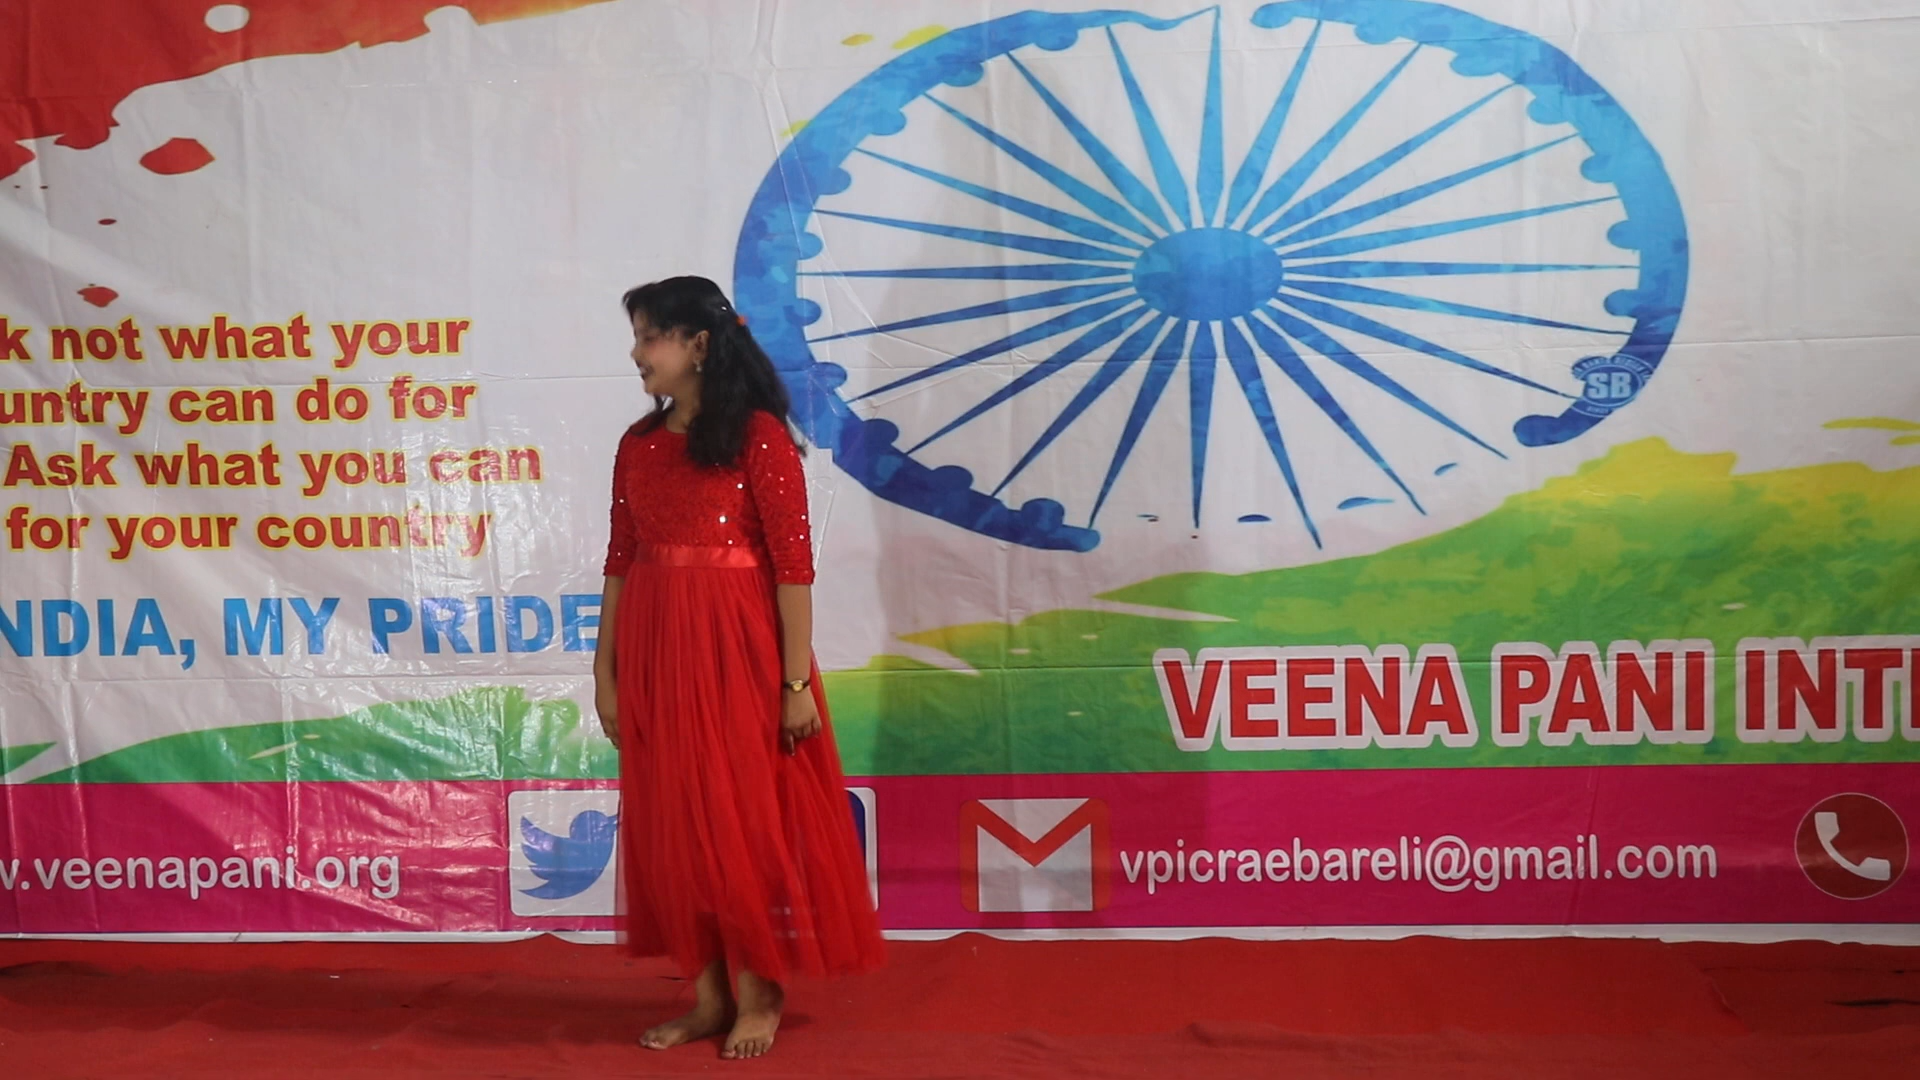 k not what your
untry can do for
Ask what you can
for your country
NDIA, MY PRIDE
VEENA PANI INT
w.veenapani.org
vpicraebareli@gmail.com
SB